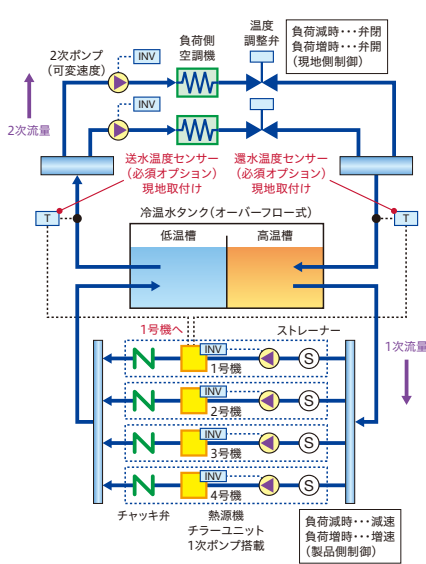 2次ポンプ
(可変速度)
INV
負荷側
空調機
温度
調整弁
負荷減時･･･弁閉
負荷増時･･･弁開
(現地側制御)
INV
2次流量
送水温度センサー
(必須オプション)
現地取付け
還水温度センサー
(必須オプション)
現地取付け
T
T
冷温水タンク(オーバーフロー式)
低温槽
高温槽
1号機へ
ストレーナー
1次流量
INV
S
1号機
INV
S
2号機
INV
S
3号機
INV
S
4号機
チャッキ弁
熱源機
チラーユニット
1次ポンプ搭載
負荷減時･･･減速
負荷増時･･･増速
(製品側制御)